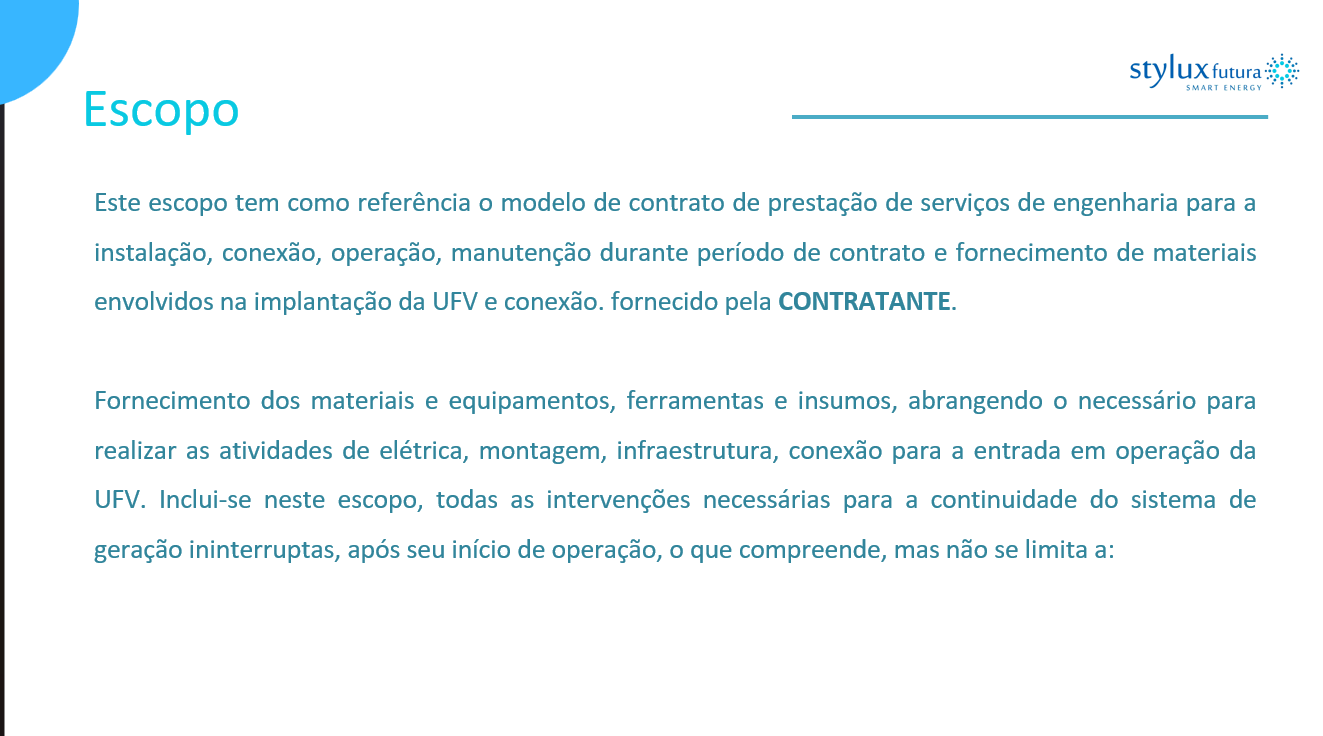 stylux futura
SMART ENERGY
Escopo
Este escopo tem como referência o modelo de contrato de prestação de serviços de engenharia para a
instalação, conexão, operação, manutenção durante período de contrato e fornecimento de materiais
envolvidos na implantação da UFV e conexão. fornecido pela CONTRATANTE.
Fornecimento dos materiais e equipamentos, ferramentas e insumos, abrangendo o necessário para
realizar as atividades de elétrica, montagem, infraestrutura, conexão para a entrada em operação da
UFV. Inclui-se neste escopo, todas as intervenções necessárias para a continuidade do sistema de
geração ininterruptas, após seu início de operação, o que compreende, mas não se limita a: